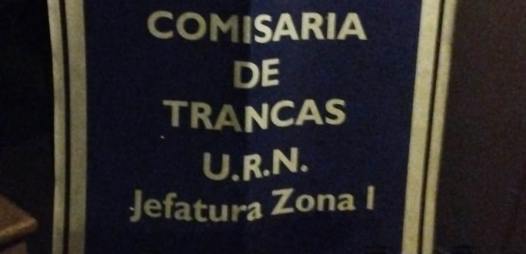 COMISARIA
DE
TRANCAS
U.R.N.
Jefatura Zona I